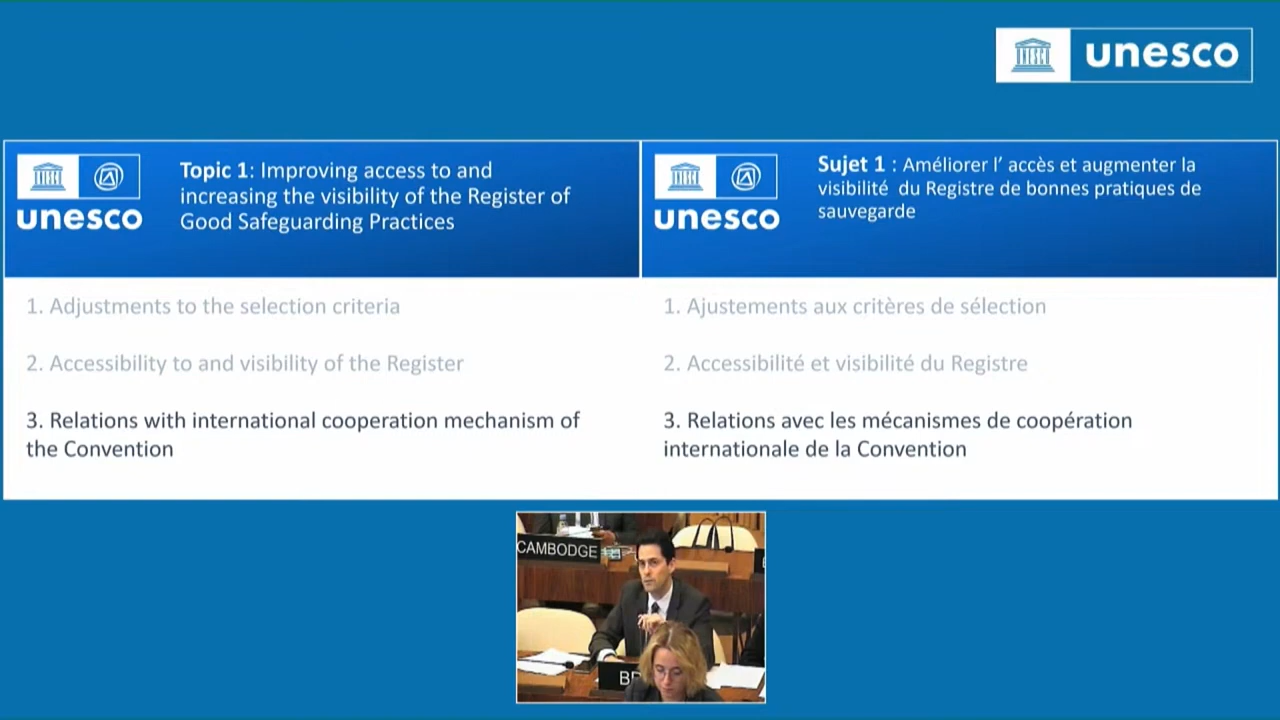 unesco
unesco
Topic 1: Improving access to and
increasing the visibility of the Register of
Good Safeguarding Practices
unesco
Sujet 1 : Améliorer l’ accès et augmenter la
visibilité du Registre de bonnes pratiques de
sauvegarde
1. Adjustments to the selection criteria
2. Accessibility to and visibility of the Register
3. Relations with international cooperation mechanism of
the Convention
1. Ajustements aux critères de sélection
2. Accessibilité et visibilité du Registre
3. Relations avec les mécanismes de coopération
internationale de la Convention
CAMBODGE